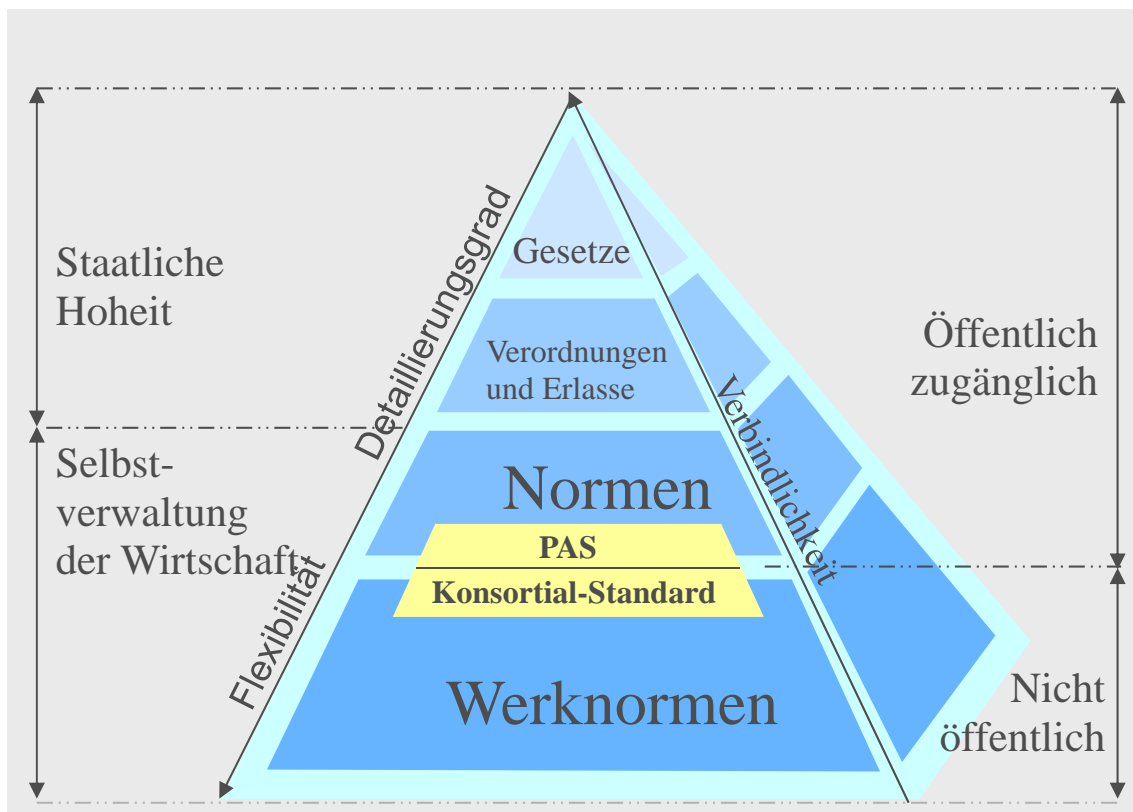 Gesetze
Staatliche
Hoheit
Detaillierungsgrad
Öffentlich
zugänglich
Verordnungen
und Erlasse
Verbindlichkeit
Selbst-
verwaltung
der Wirtschaft
Normen
PAS
Konsortial-Standard
Flexibilität
Werknormen
Nicht
öffentlich